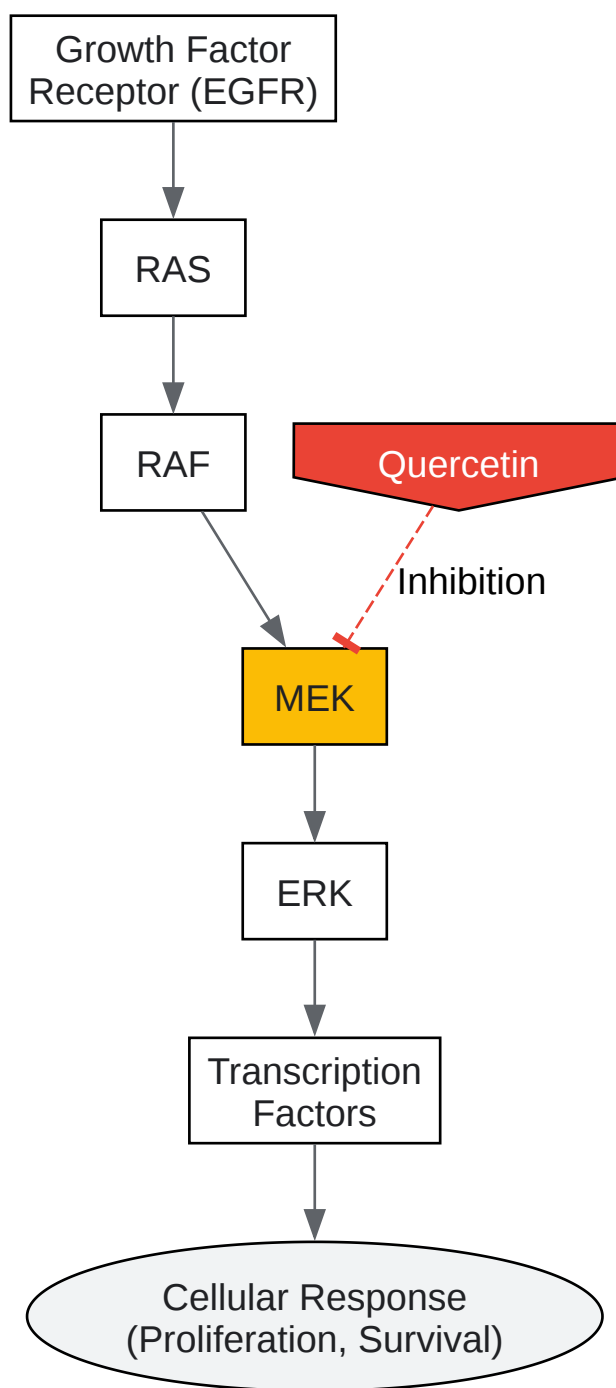 Growth Factor
Receptor (EGFR)
RAS
RAF
Quercetin
Inhibition
MEK
ERK
Transcription
Factors
Cellular Response
(Proliferation, Survival)